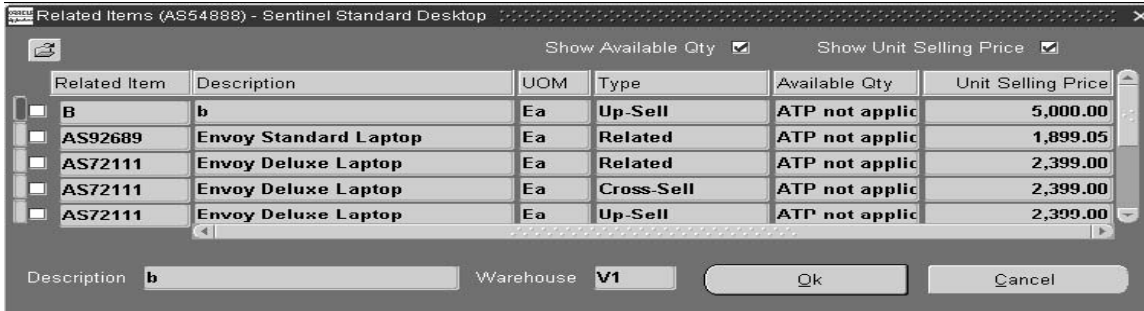 Related Items (AS54888) - Sentinel Standard Desktop
Show Available Qty Show Unit Selling Price
Related Item Description UOM Type Available Qty Unit Selling Price
B b Ea Up-Sell ATP not applic 5,000.00
AS92689 Envoy Standard Laptop Ea Related ATP not applic 1,899.05
AS72111 Envoy Deluxe Laptop Ea Related ATP not applic 2,399.00
AS72111 Envoy Deluxe Laptop Ea Cross-Sell ATP not applic 2,399.00
AS72111 Envoy Deluxe Laptop Ea Up-Sell ATP not applic 2,399.00
Description b Warehouse V1 Ok Cancel